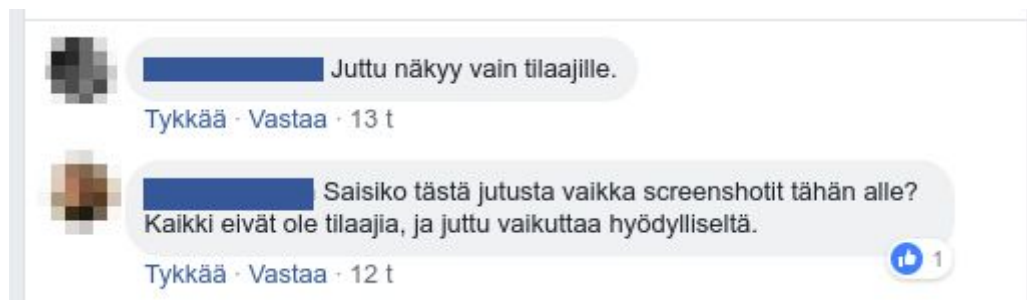 Juttu näkyy vain tilaajille.
Tykkää · Vastaa · 13 t
Saisiko tästä jutusta vaikka screenshotit tähän alle?
Kaikki eivät ole tilaajia, ja juttu vaikuttaa hyödylliseltä.
1
Tykkää · Vastaa · 12 t